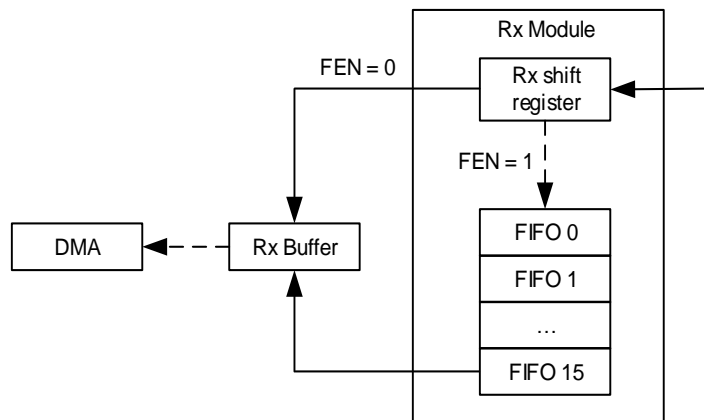 Rx Module
FEN = 0
Rx shift
register
FEN = 1
FIFO 0
DMA
Rx Buffer
FIFO 1
…
FIFO 15